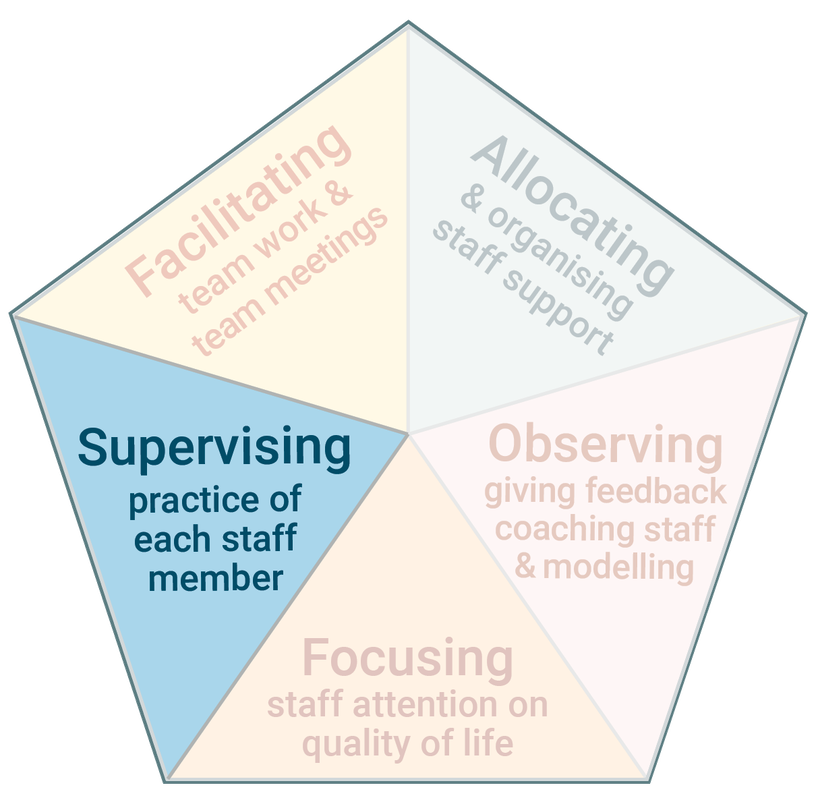 Facilitating
team work &
team meetings
Allocating
& organising
staff support
Supervising
practice of
each staff
member
Observing
giving feedback
coaching staff
& modelling
Focusing
staff attention on
quality of life